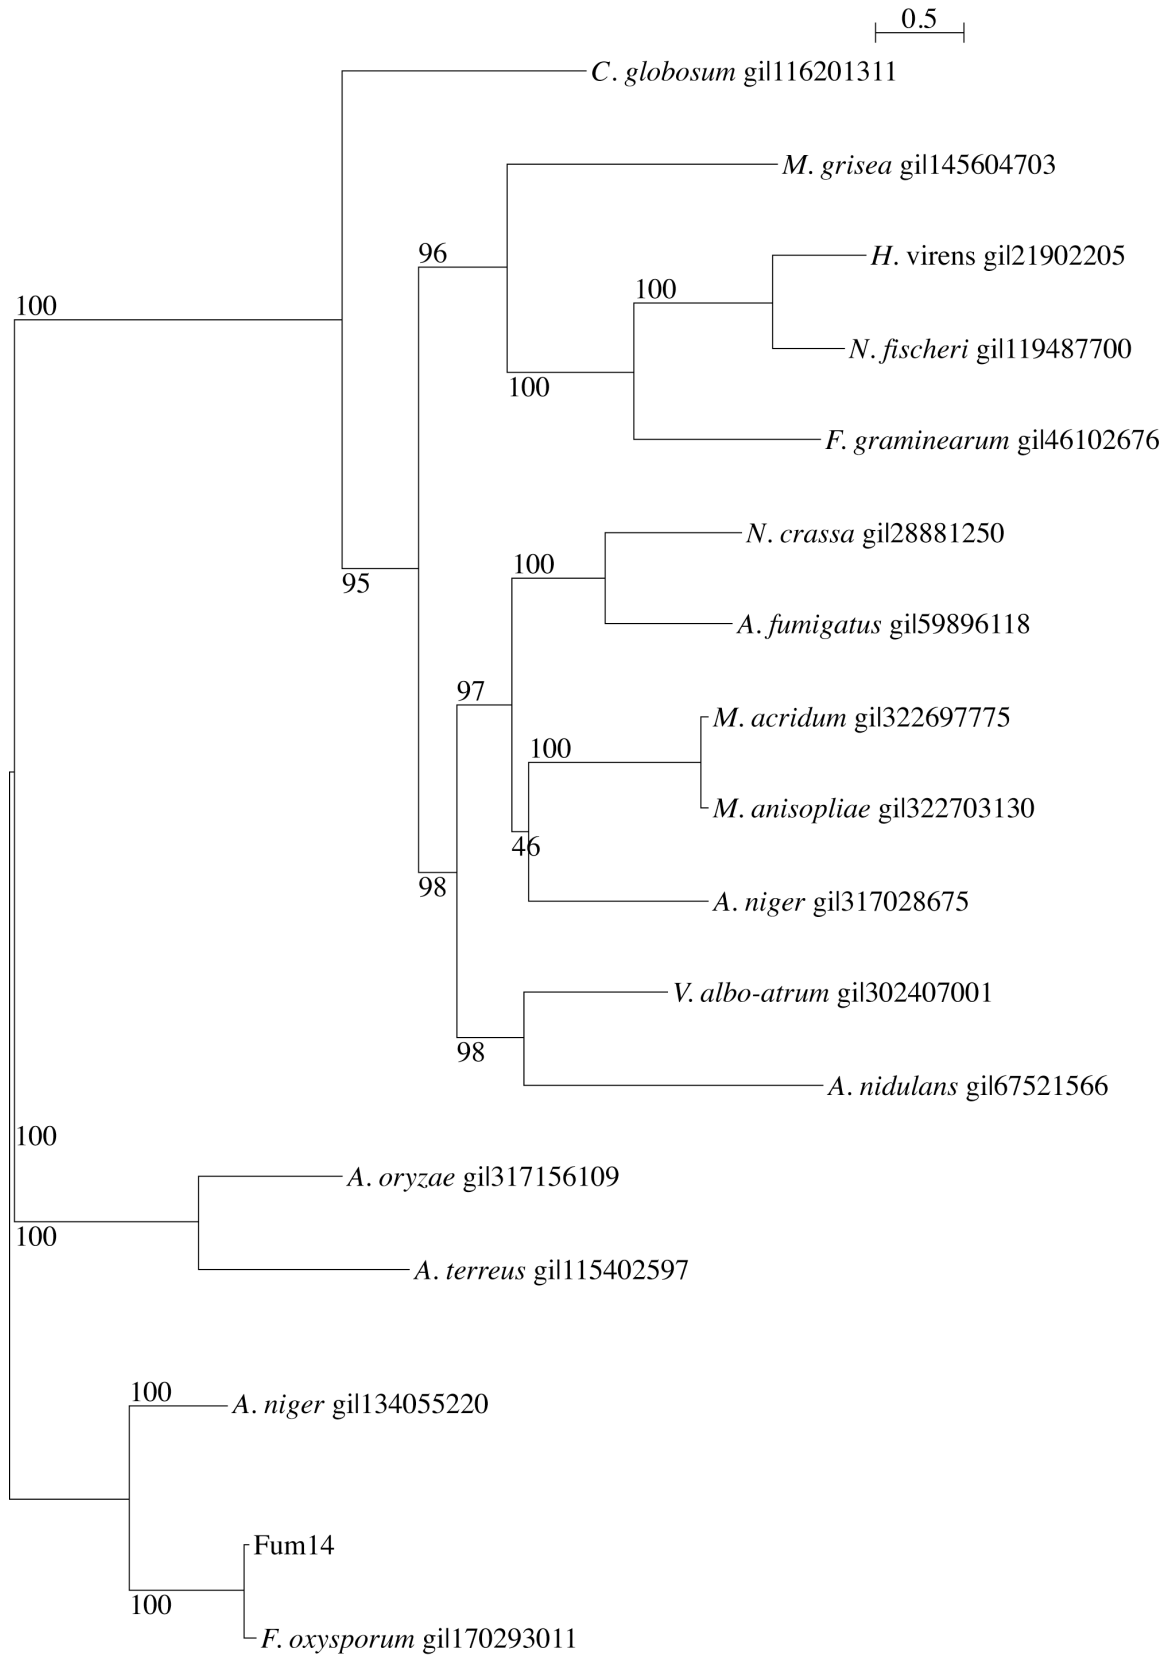 0.5
C. globosum gi|116201311
M. grisea gi|145604703
96
H. virens gi|21902205
100
100
N. fischeri gi|119487700
100
F. graminearum gi|46102676
N. crassa gi|28881250
100
95
A. fumigatus gi|59896118
97
M. acridum gi|322697775
100
M. anisopliae gi|322703130
46
98
A. niger gi|317028675
V. albo-atrum gi|302407001
98
A. nidulans gi|67521566
100
A. oryzae gi|317156109
100
A. terreus gi|115402597
100
A. niger gi|134055220
Fum14
100
F. oxysporum gi|170293011